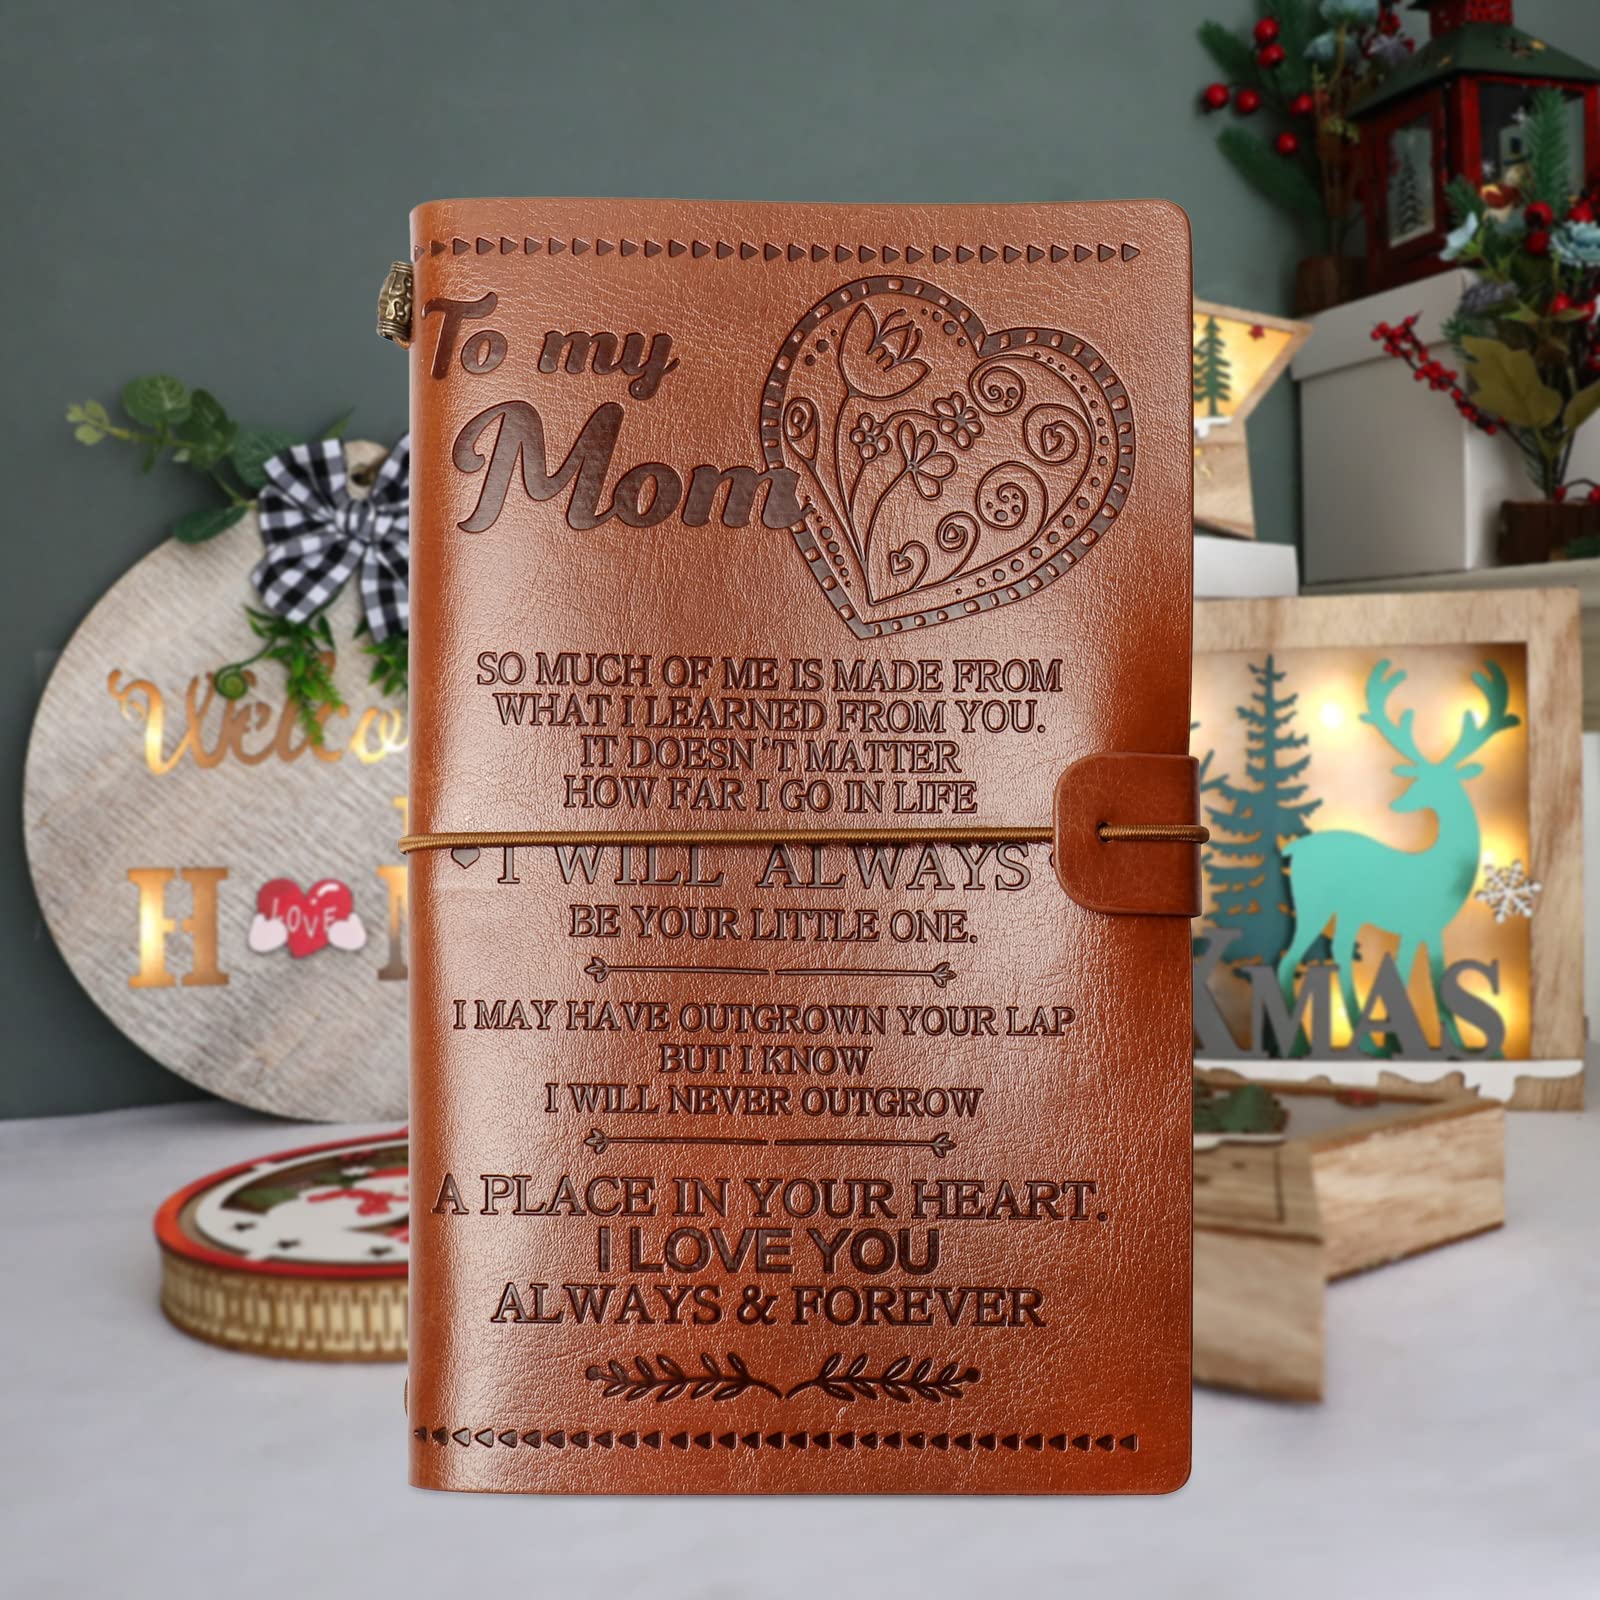 To my
Mom
SO MUCH OF ME IS MADE FROM
WHAT I LEARNED FROM YOU.
IT DOESN'T MATTER
HOW FAR I GO IN LIFE
I WILL ALWAYS
BE YOUR LITTLE ONE.
I MAY HAVE OUTGROWN YOUR LAP
BUT I KNOW
I WILL NEVER OUTGROW
A PLACE IN YOUR HEART.
I LOVE YOU
ALWAYS & FOREVER
Welco
H
LOVE
XMAS